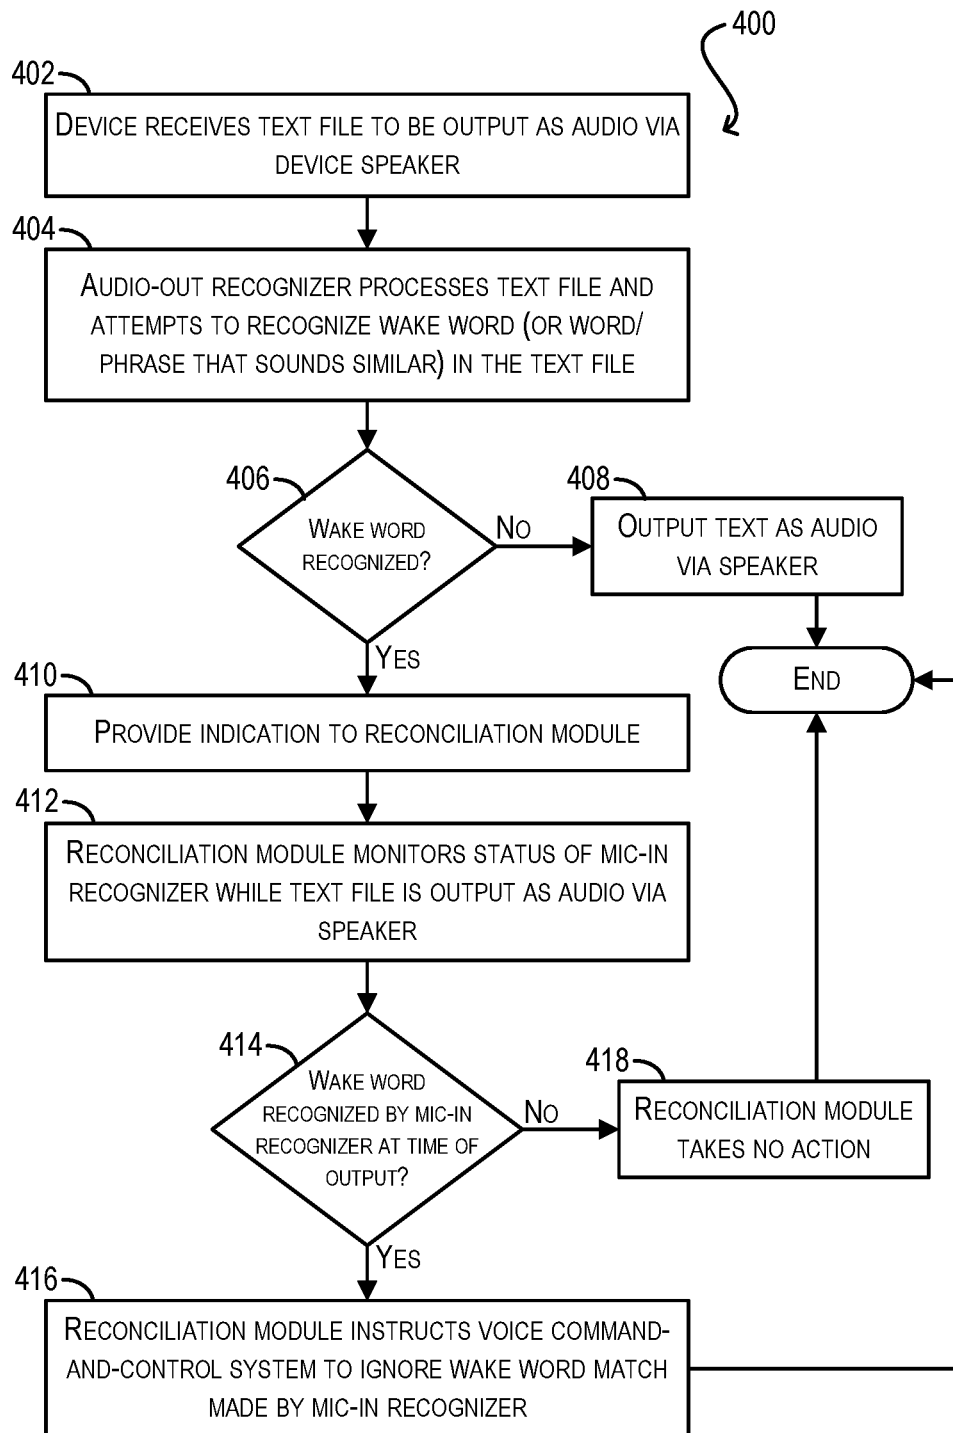 400
402
DEVICE RECEIVES TEXT FILE TO BE OUTPUT AS AUDIO VIA
DEVICE SPEAKER
404
AUDIO-OUT RECOGNIZER PROCESSES TEXT FILE AND
ATTEMPTS TO RECOGNIZE WAKE WORD (OR WORD/
PHRASE THAT SOUNDS SIMILAR) IN THE TEXT FILE
406
WAKE WORD
RECOGNIZED?
NO
408
OUTPUT TEXT AS AUDIO
VIA SPEAKER
YES
END
410
PROVIDE INDICATION TO RECONCILIATION MODULE
412
RECONCILIATION MODULE MONITORS STATUS OF MIC-IN
RECOGNIZER WHILE TEXT FILE IS OUTPUT AS AUDIO VIA
SPEAKER
414
WAKE WORD
RECOGNIZED BY MIC-IN
RECOGNIZER AT TIME OF
OUTPUT?
NO
418
RECONCILIATION MODULE
TAKES NO ACTION
YES
416
RECONCILIATION MODULE INSTRUCTS VOICE COMMAND-
AND-CONTROL SYSTEM TO IGNORE WAKE WORD MATCH
MADE BY MIC-IN RECOGNIZER